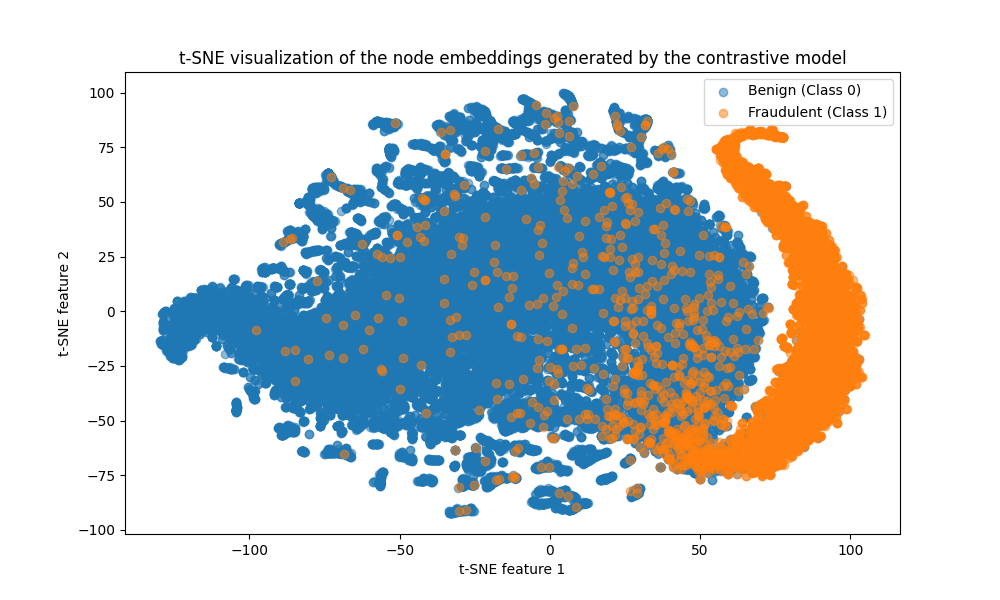 t-SNE visualization of the node embeddings generated by the contrastive model
Benign (Class 0)
Fraudulent (Class 1)
100
75
50
25
0
−25
−50
−75
−100
t-SNE feature 2
−100
−50
0
50
100
t-SNE feature 1